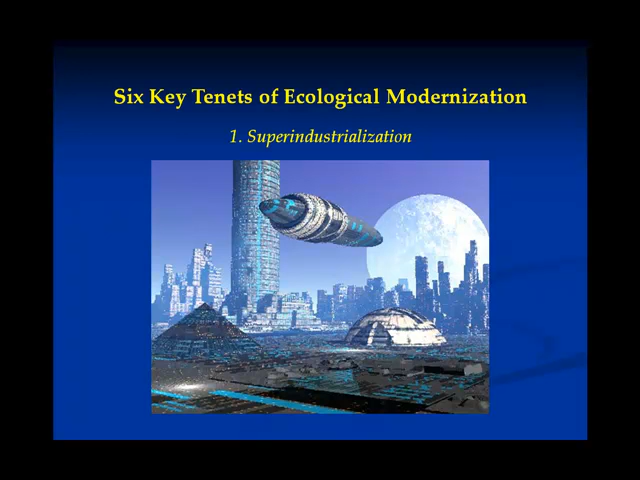 Six Key Tenets of Ecological Modernization
1. Superindustrialization